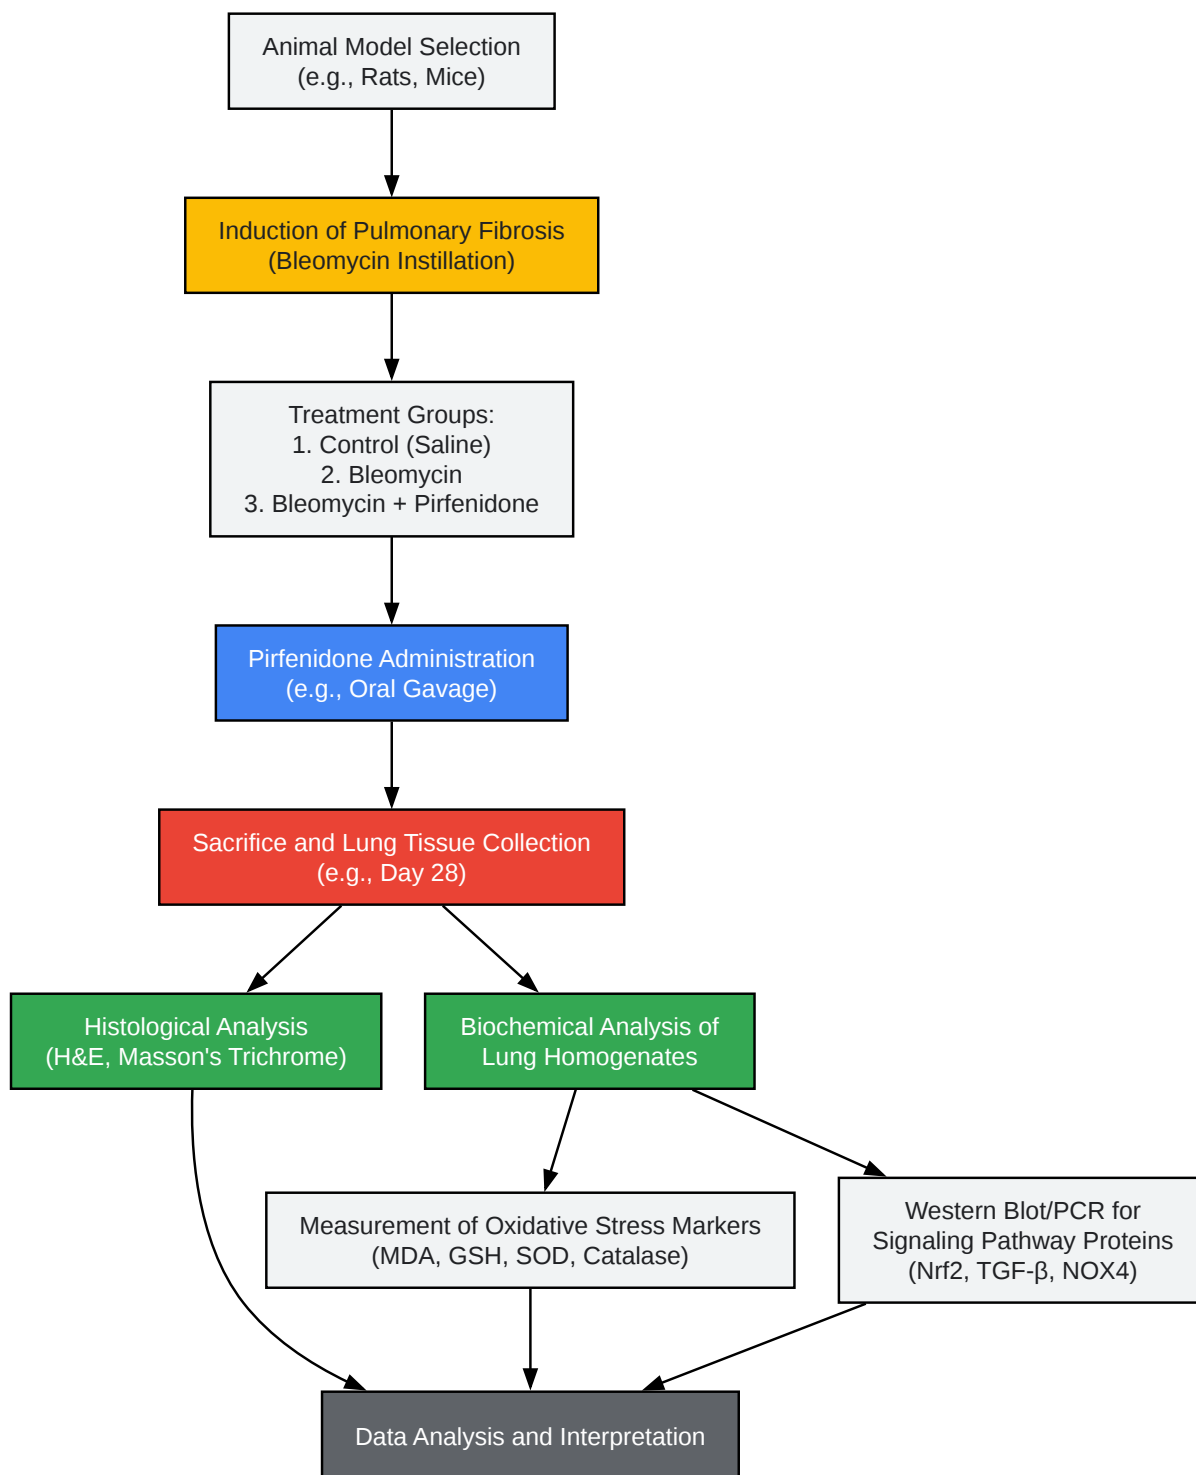 Animal Model Selection
(e.g., Rats, Mice)
Induction of Pulmonary Fibrosis
(Bleomycin Instillation)
Treatment Groups:
1. Control (Saline)
2. Bleomycin
3. Bleomycin + Pirfenidone
Pirfenidone Administration
(e.g., Oral Gavage)
Sacrifice and Lung Tissue Collection
(e.g., Day 28)
Histological Analysis
(H&E, Masson's Trichrome)
Biochemical Analysis of
Lung Homogenates
Measurement of Oxidative Stress Markers
(MDA, GSH, SOD, Catalase)
Western Blot/PCR for
Signaling Pathway Proteins
(Nrf2, TGF-β, NOX4)
Data Analysis and Interpretation